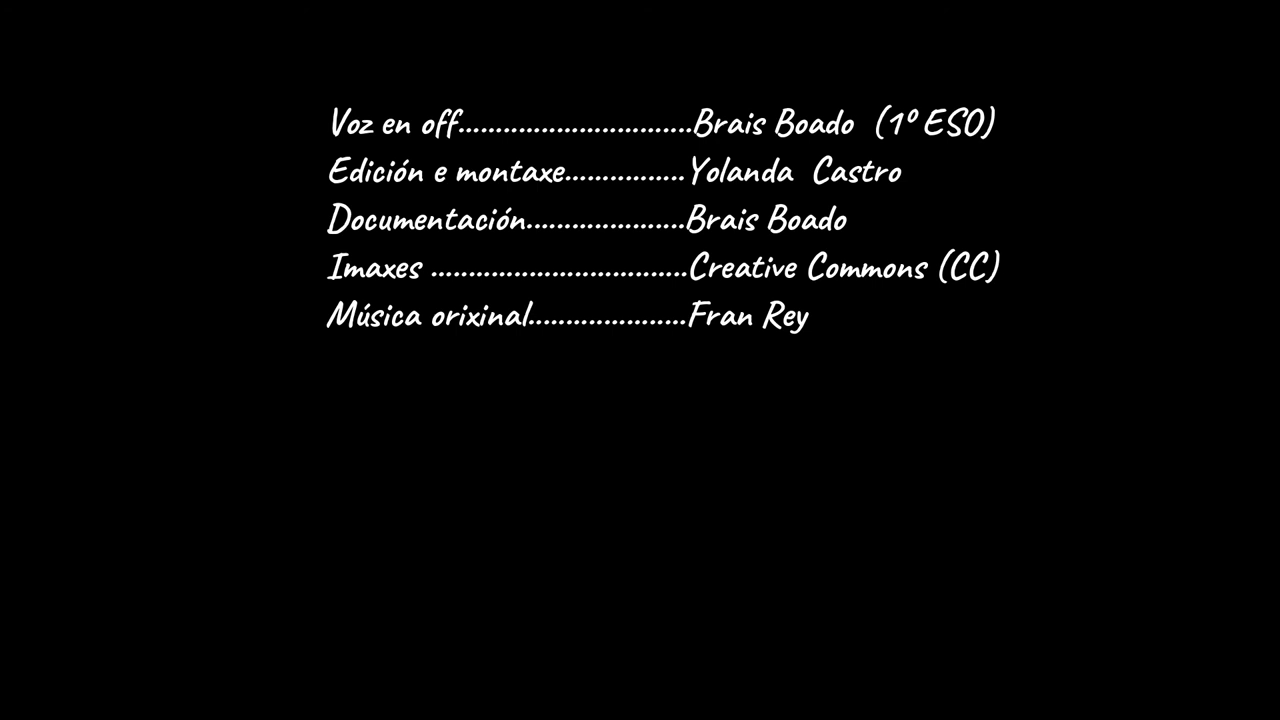 Voz en off...............................Brais Boado (1º ESO)
Edición e montaxe................Yolanda Castro
Documentación.....................Brais Boado
Imaxes ..................................Creative Commons (CC)
Música orixinal.....................Fran Rey